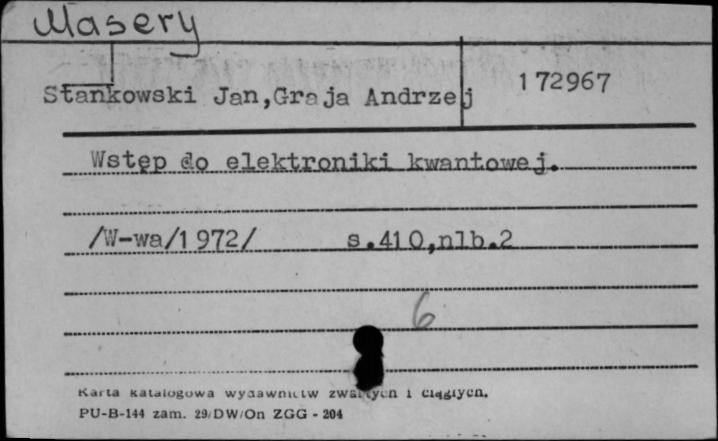 Masery
Stankowski Jan,Graja Andrzej
172967
Wstęp do elektroniki kwantowej.
/W-wa/1972/ s.410,nlb.2
6
Karta katalogowa wydawnictw zwartych i ciągłych.
PU-B-144 zam. 29/DW/On ZGG - 204